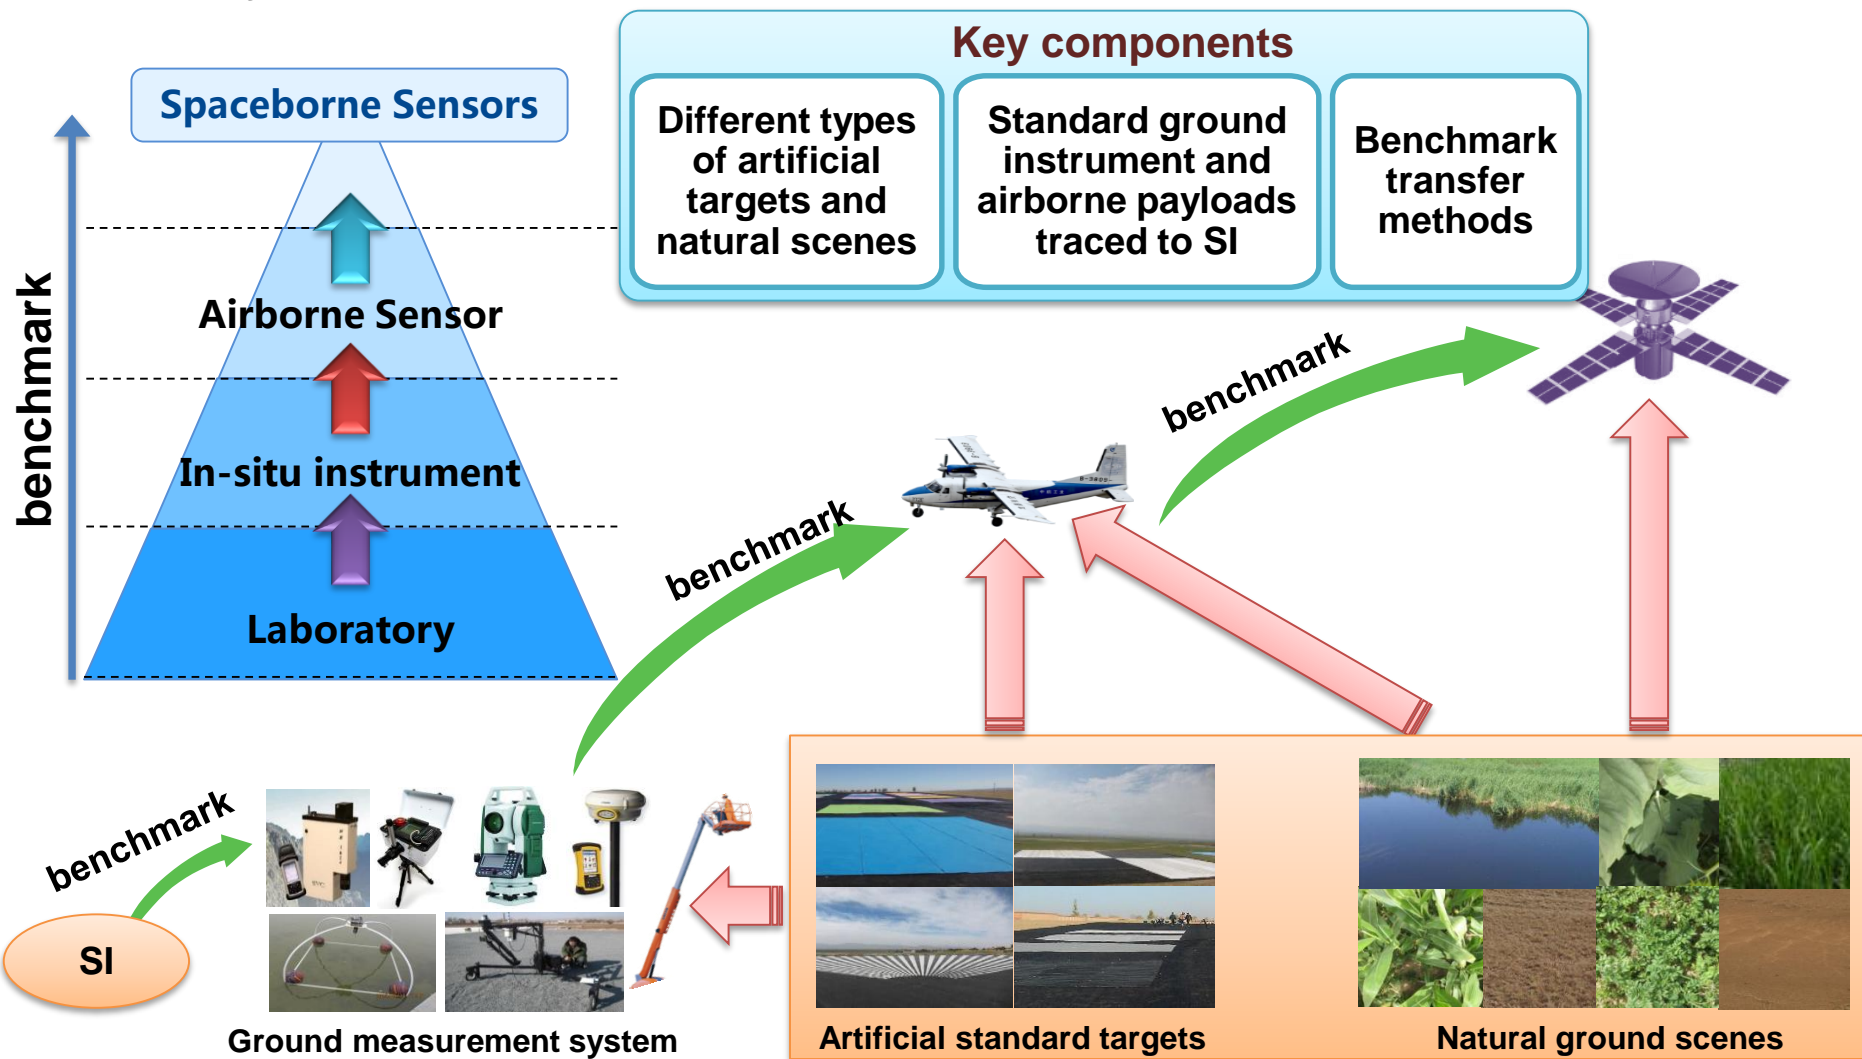 Key components
Different types
of artificial
targets and
natural scenes
Standard ground
instrument and
airborne payloads
traced to SI
Benchmark
transfer
methods
Spaceborne Sensors
Airborne Sensor
In-situ instrument
Laboratory
benchmark
benchmark
benchmark
benchmark
SI
Ground measurement system
Artificial standard targets
Natural ground scenes